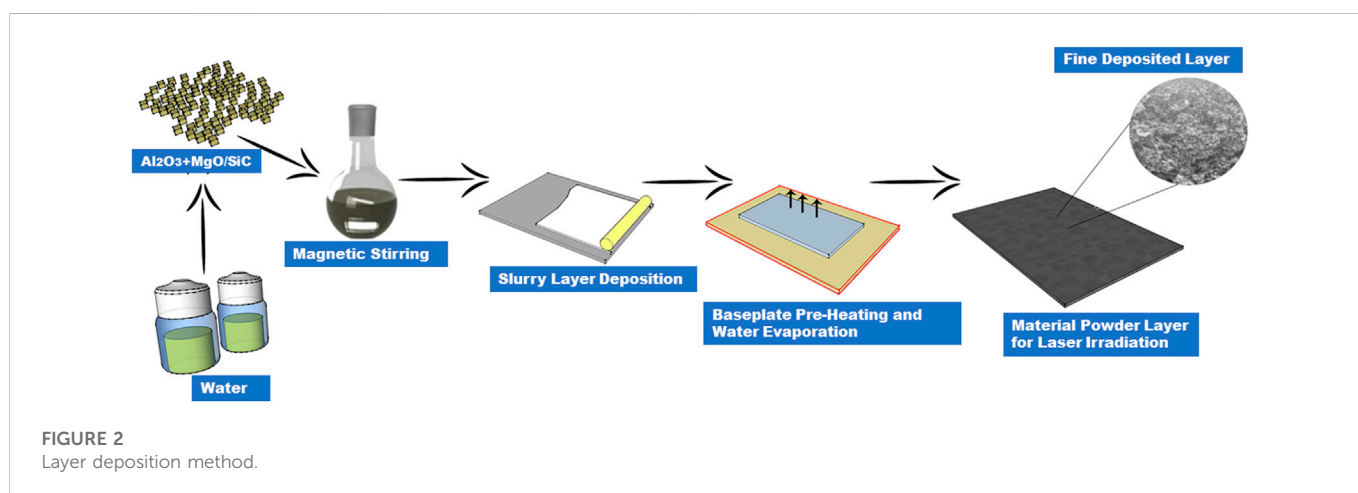 Fine Deposited Layer
Al2O3+MgO/SiC
Magnetic Stirring
Slurry Layer Deposition
Baseplate Pre-Heating and
Water Evaporation
Material Powder Layer
for Laser Irradiation
Water
FIGURE 2
Layer deposition method.